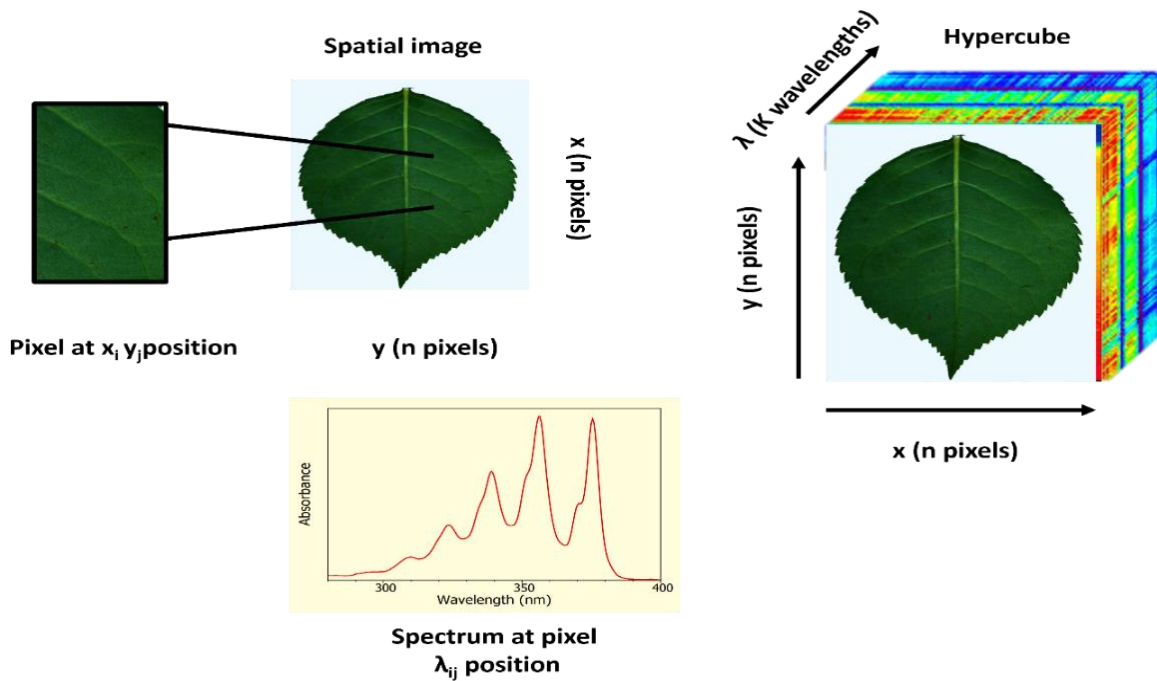 Spatial image
x (n pixels)
Pixel at xᵢ yⱼposition
y (n pixels)
Absorbance
300
350
400
Wavelength (nm)
Spectrum at pixel
λᵢⱼ position
Hypercube
λ (K wavelengths)
y (n pixels)
x (n pixels)